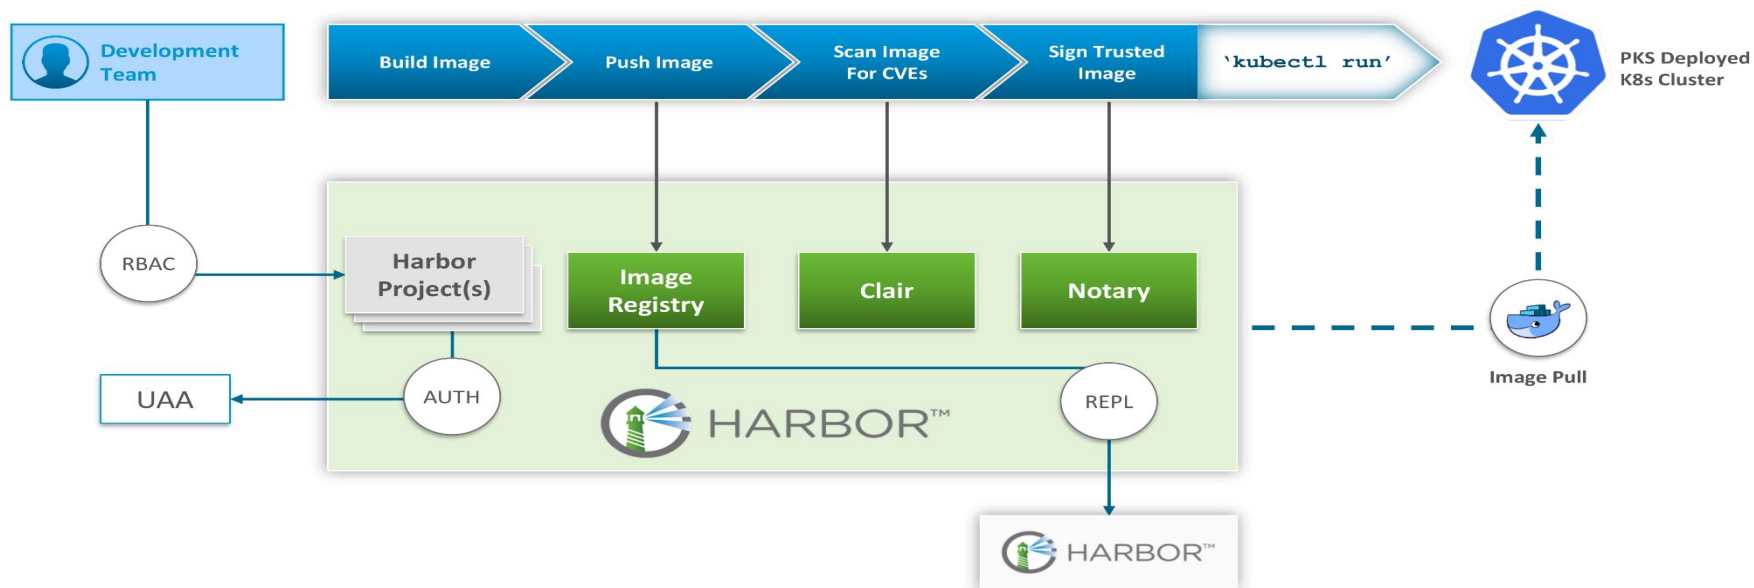 Development
Team
Build Image
Push Image
Scan Image
For CVEs
Sign Trusted
Image
‘kubectl run’
PKS Deployed
K8s Cluster
RBAC
Harbor
Project(s)
Image
Registry
Clair
Notary
Image Pull
UAA
AUTH
HARBOR™
REPL
HARBOR™